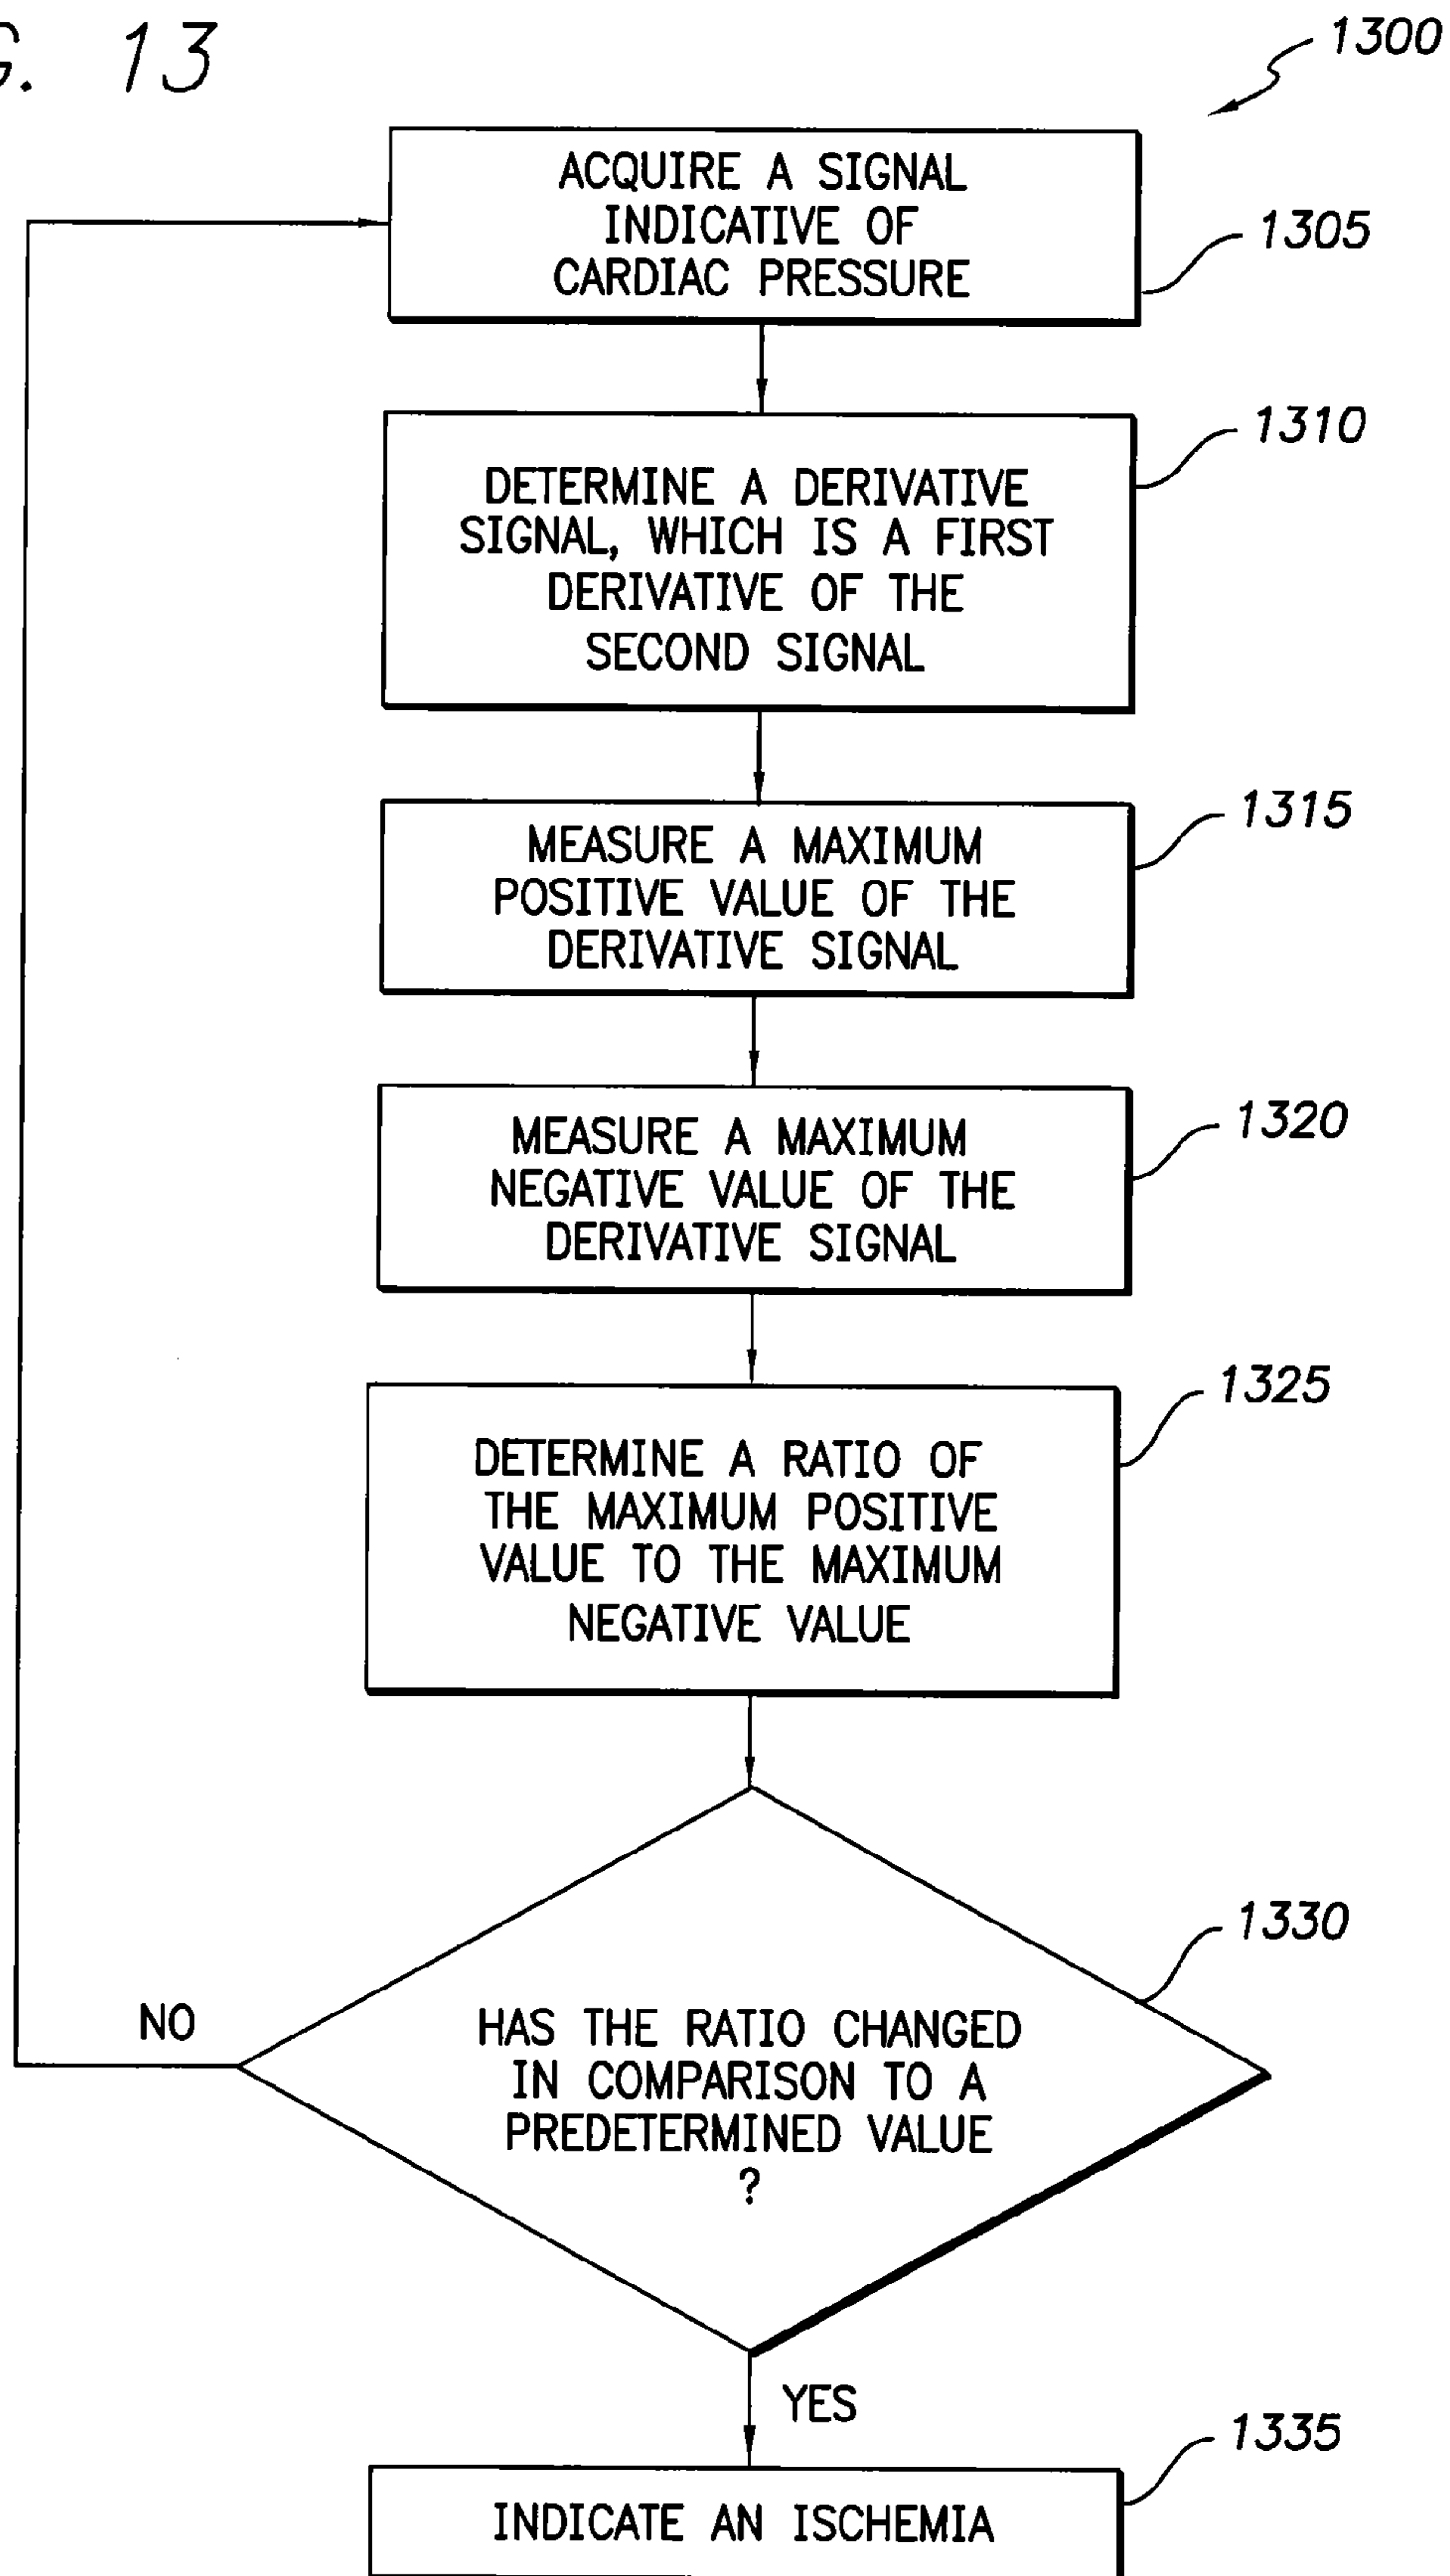 G. 13
1300
ACQUIRE A SIGNAL
INDICATIVE OF
CARDIAC PRESSURE
1305
DETERMINE A DERIVATIVE
SIGNAL, WHICH IS A FIRST
DERIVATIVE OF THE
SECOND SIGNAL
1310
MEASURE A MAXIMUM
POSITIVE VALUE OF THE
DERIVATIVE SIGNAL
1315
MEASURE A MAXIMUM
NEGATIVE VALUE OF THE
DERIVATIVE SIGNAL
1320
DETERMINE A RATIO OF
THE MAXIMUM POSITIVE
VALUE TO THE MAXIMUM
NEGATIVE VALUE
1325
HAS THE RATIO CHANGED
IN COMPARISON TO A
PREDETERMINED VALUE
?
1330
NO
YES
INDICATE AN ISCHEMIA
1335